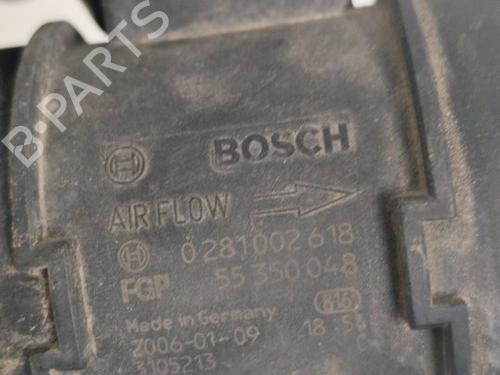 B-PARTS
BOSCH
AIR FLOW
0 281 002 618
FGP 55 350 048
Made in Germany
2006-01-09 18 5
3105213